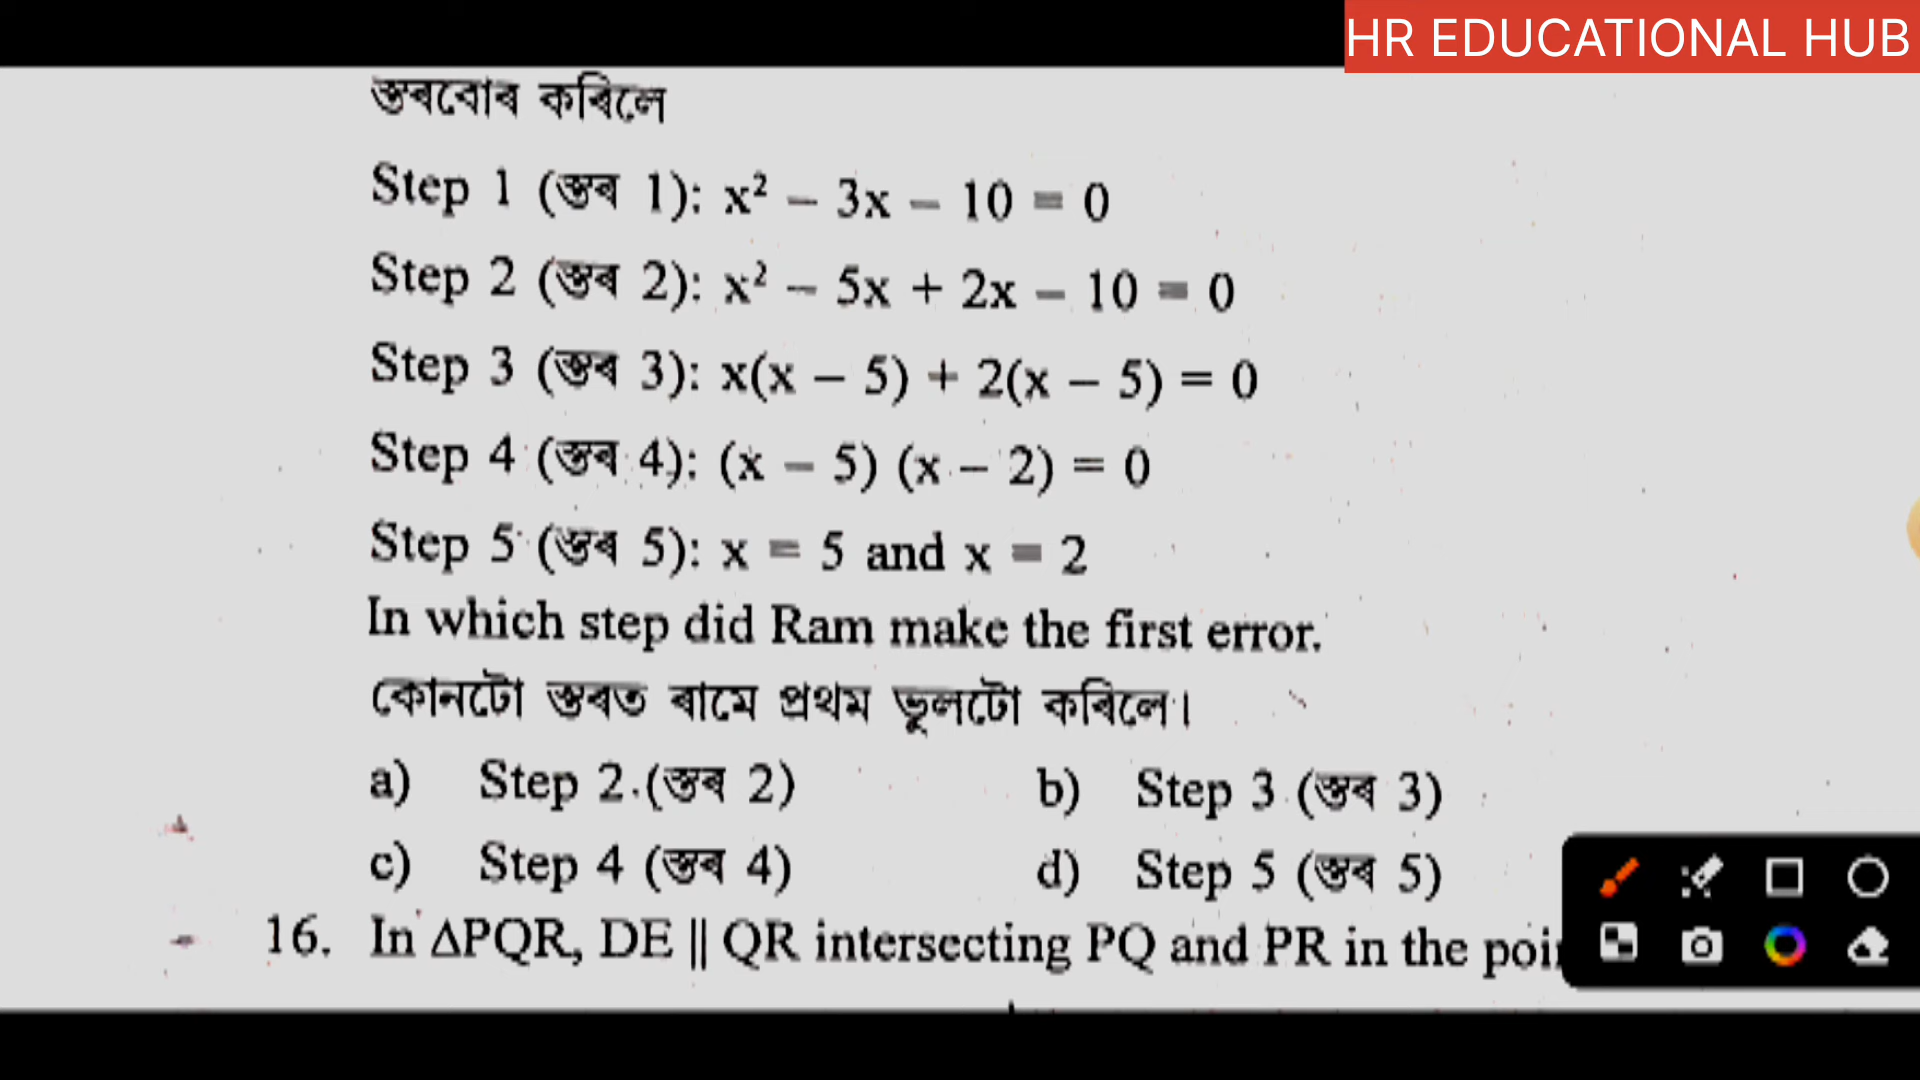 HR EDUCATIONAL HUB
স্তৰবোৰ কৰিলে
Step 1 (স্তৰ 1): x² – 3x – 10 = 0
Step 2 (স্তৰ 2): x² – 5x + 2x – 10 = 0
Step 3 (স্তৰ 3): x(x – 5) + 2(x – 5) = 0
Step 4 (স্তৰ 4): (x – 5) (x – 2) = 0
Step 5 (স্তৰ 5): x = 5 and x = 2
In which step did Ram make the first error.
কোনটো স্তৰত ৰামে প্ৰথম ভুলটো কৰিলে।
a) Step 2 (স্তৰ 2) b) Step 3 (স্তৰ 3)
c) Step 4 (স্তৰ 4) d) Step 5 (স্তৰ 5)
16. In ΔPQR, DE || QR intersecting PQ and PR in the